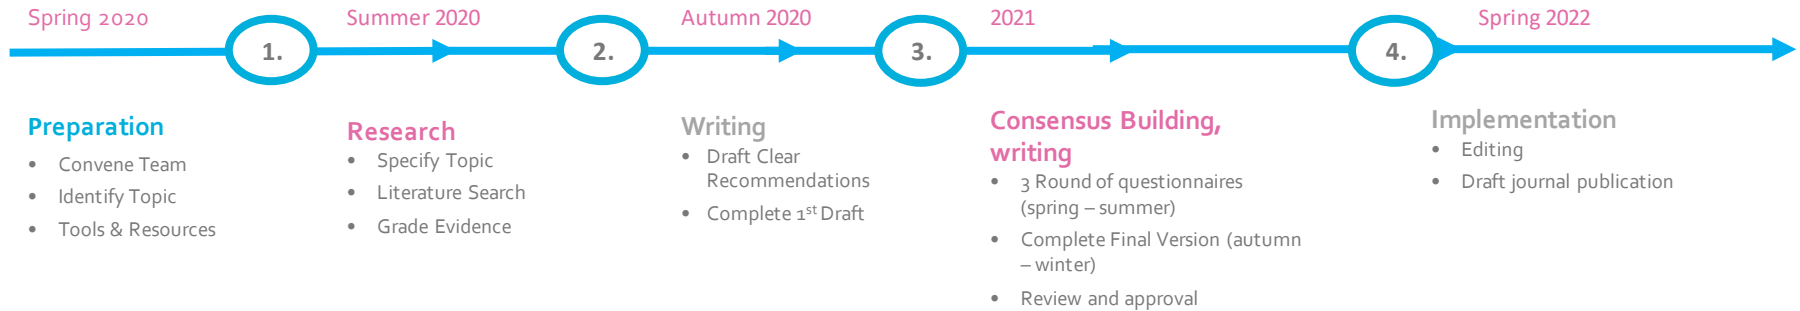 Spring 2020
Summer 2020
Autumn 2020
2021
Spring 2022
1.
2.
3.
4.
Preparation
• Convene Team
• Identify Topic
• Tools & Resources
Research
• Specify Topic
• Literature Search
• Grade Evidence
Writing
• Draft Clear
Recommendations
• Complete 1st Draft
Consensus Building,
writing
• 3 Round of questionnaires
(spring – summer)
• Complete Final Version (autumn
– winter)
• Review and approval
Implementation
• Editing
• Draft journal publication